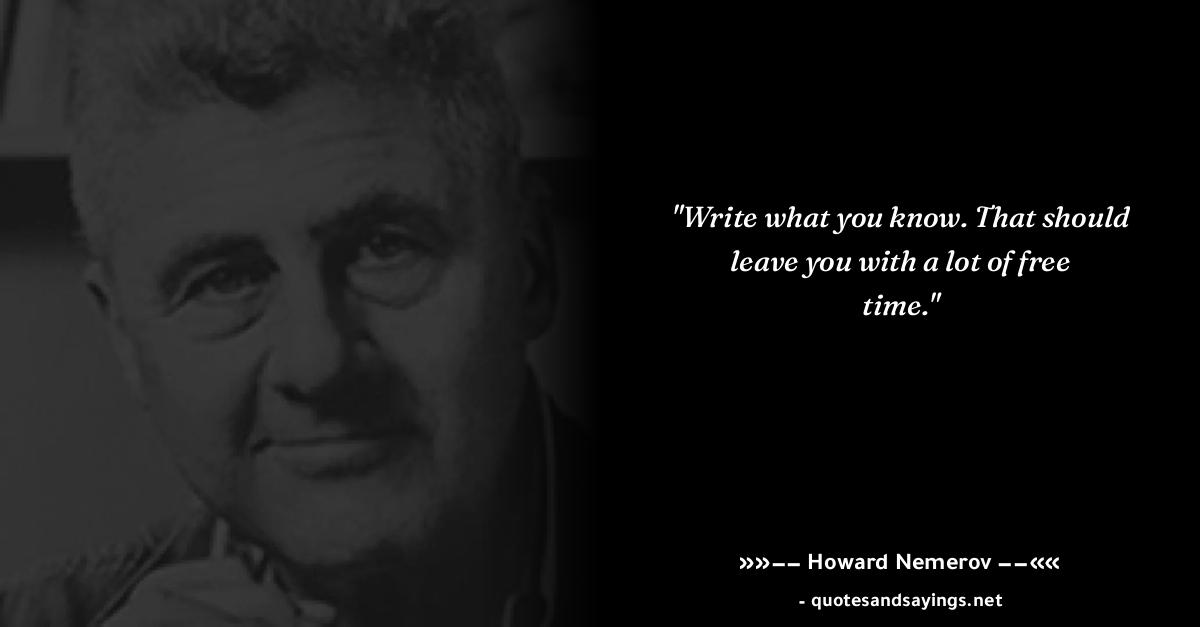 "Write what you know. That should
leave you with a lot of free
time."
»»–– Howard Nemerov ––««
- quotesandsayings.net